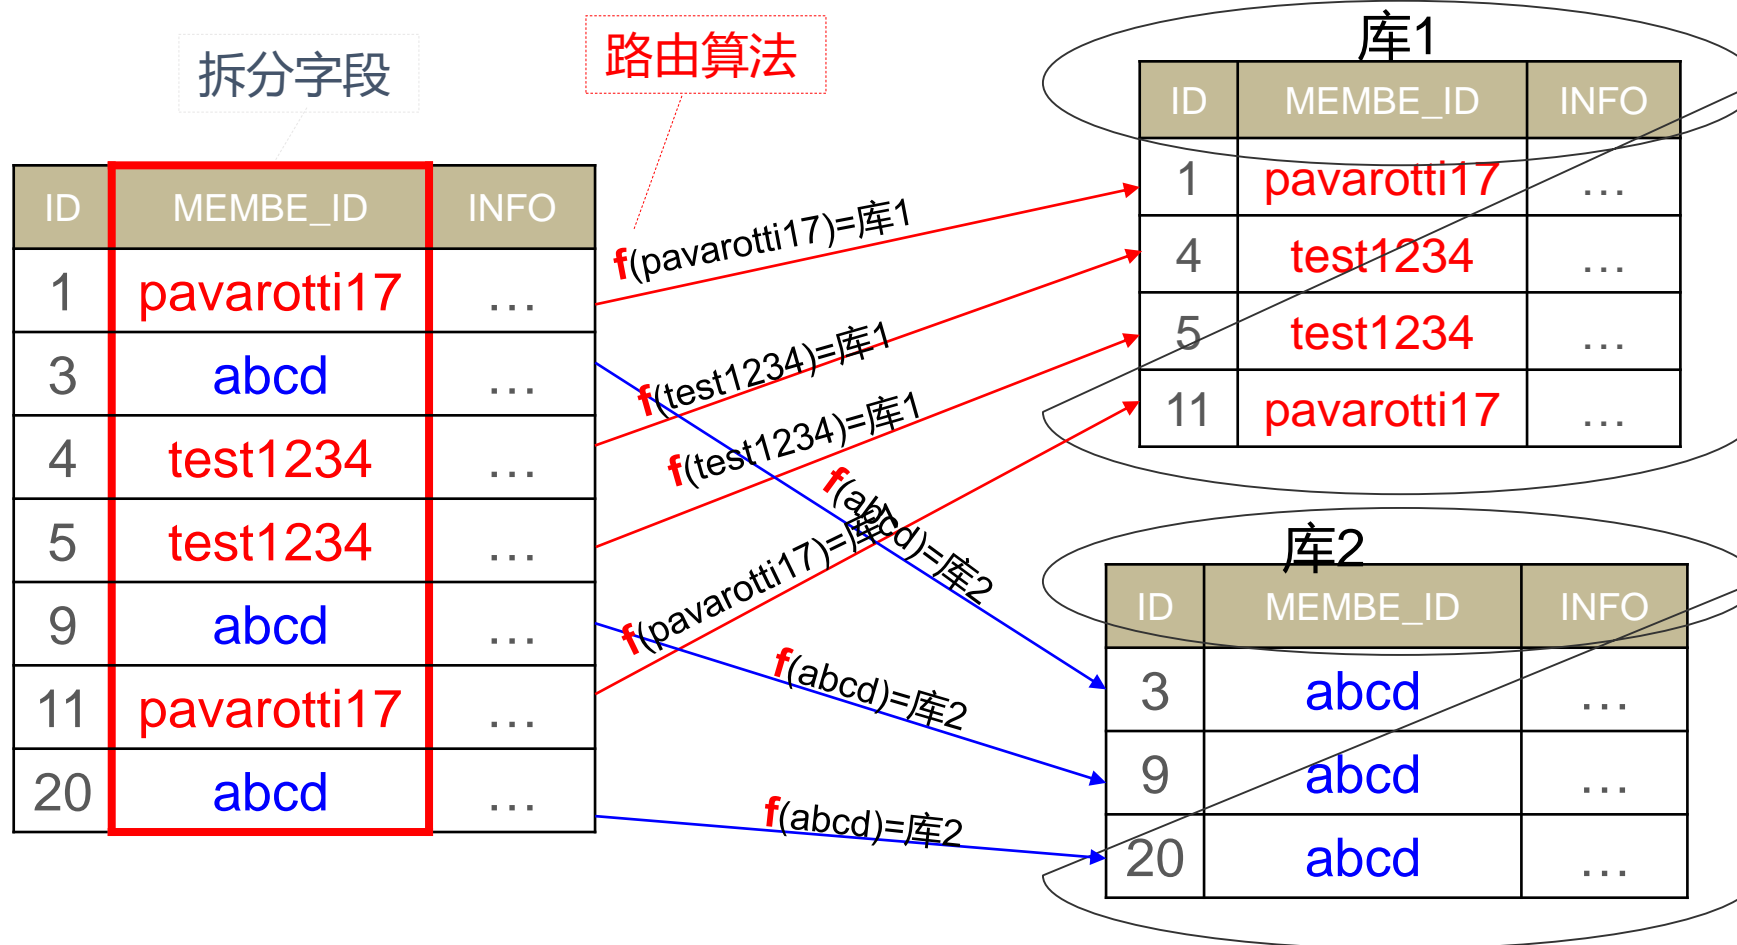 拆分字段
路由算法
ID MEMBE_ID INFO
1 pavarotti17 …
3 abcd …
4 test1234 …
5 test1234 …
9 abcd …
11 pavarotti17 …
20 abcd …
f(pavarotti17)=库1
f(test1234)=库1
f(test1234)=库1
f(abcd)=库2
f(pavarotti17)=库1
f(abcd)=库2
f(abcd)=库2
库1
ID MEMBE_ID INFO
1 pavarotti17 …
4 test1234 …
5 test1234 …
11 pavarotti17 …
库2
ID MEMBE_ID INFO
3 abcd …
9 abcd …
20 abcd …